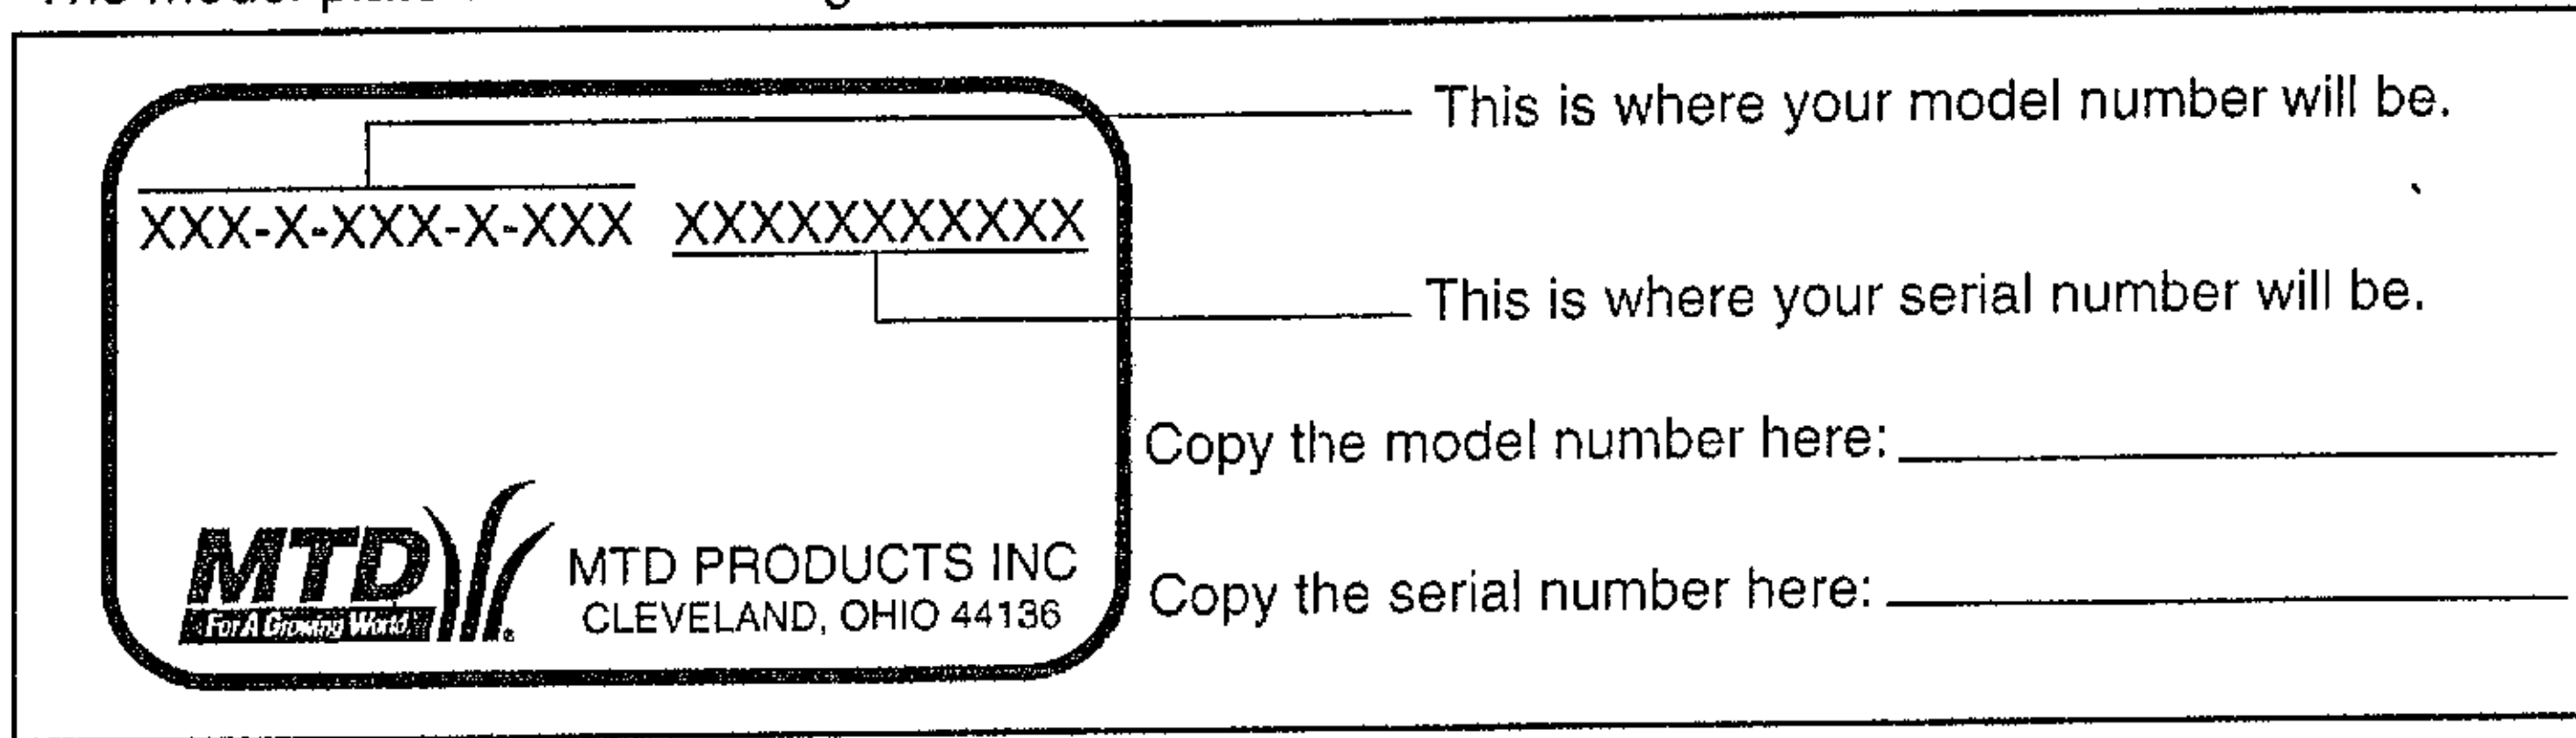 The model
This is where your model number will be.
XXX-X-XXX-X-XXX XXXXXXXXXXX
This is where your serial number will be.
Copy the model number here:
Copy the serial number here:
MTD
For A Growing World
MTD PRODUCTS INC
CLEVELAND, OHIO 44136